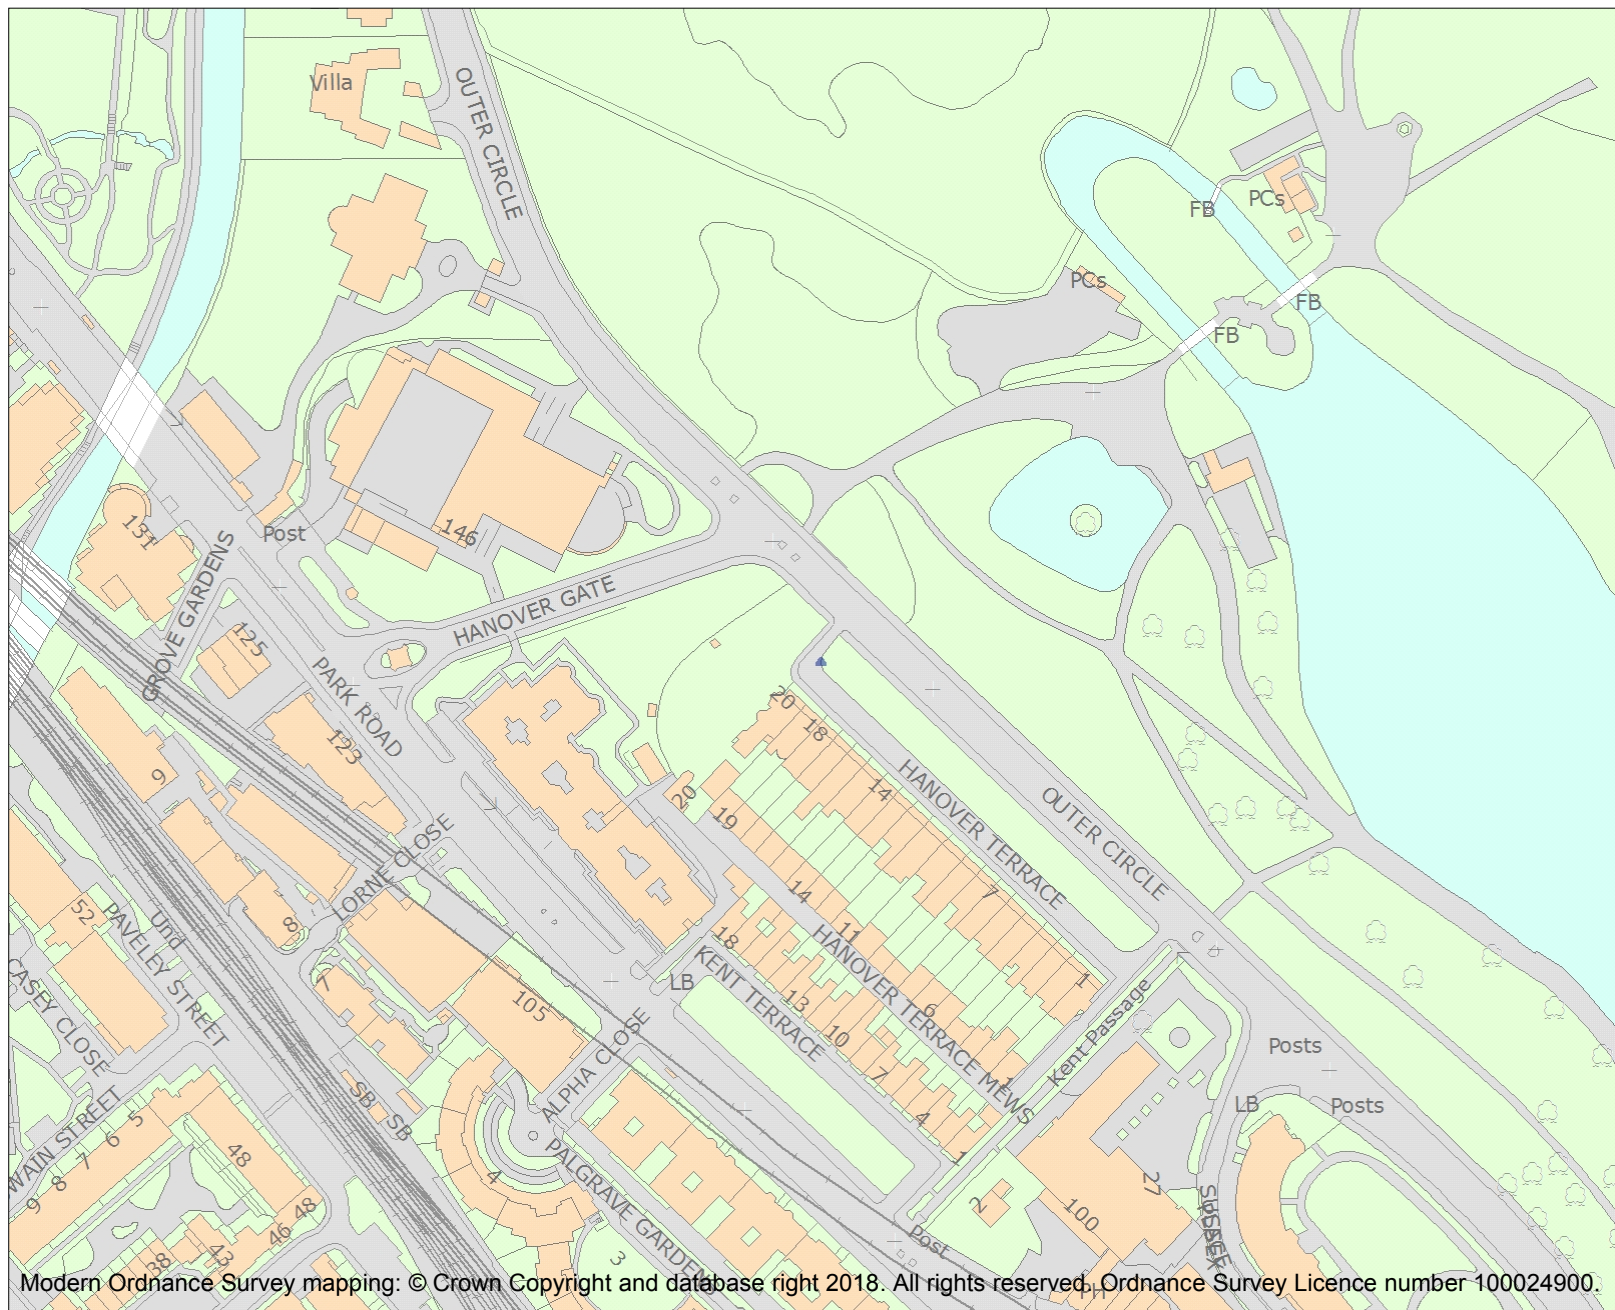 Villa
OUTER CIRCLE
FB
PCs
PCs
FB
FB
131
Post
146
GROVE GARDENS
HANOVER GATE
125
PARK ROAD
123
20
18
14
HANOVER TERRACE
OUTER CIRCLE
9
20
19
LORNE CLOSE
14
7
52
PAVELEY STREET
Und
8
18
11
HANOVER TERRACE MEWS
KENT TERRACE
LB
1
CASEY CLOSE
7
105
13
6
Kent Passage
10
ALPHA CLOSE
Posts
7
1
SB
SB
LB
Posts
5
6
7
8
9
WAIN STREET
4
48
1
4
PALGRAVE GARDENS
27
2
100
48
46
43
38
3
Post
PH
Modern Ordnance Survey mapping: © Crown Copyright and database right 2018. All rights reserved. Ordnance Survey Licence number 100024900.